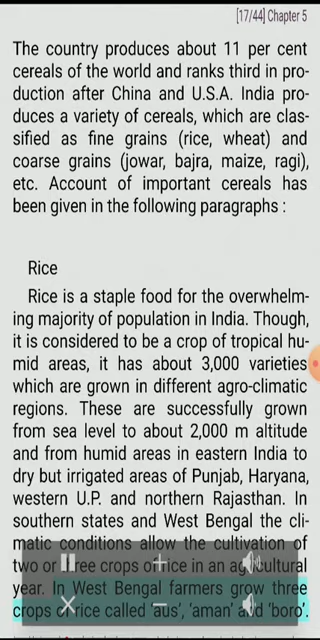 [17/44] Chapter 5
The country produces about 11 per cent
cereals of the world and ranks third in pro-
duction after China and U.S.A. India pro-
duces a variety of cereals, which are clas-
sified as fine grains (rice, wheat) and
coarse grains (jowar, bajra, maize, ragi),
etc. Account of important cereals has
been given in the following paragraphs :
Rice
Rice is a staple food for the overwhelm-
ing majority of population in India. Though,
it is considered to be a crop of tropical hu-
mid areas, it has about 3,000 varieties
which are grown in different agro-climatic
regions. These are successfully grown
from sea level to about 2,000 m altitude
and from humid areas in eastern India to
dry but irrigated areas of Punjab, Haryana,
western U.P. and northern Rajasthan. In
southern states and West Bengal the cli-
matic conditions allow the cultivation of
two or three crops of rice in an agricultural
year. In West Bengal farmers grow three
crops of rice called ‘aus’, ‘aman’ and ‘boro’.